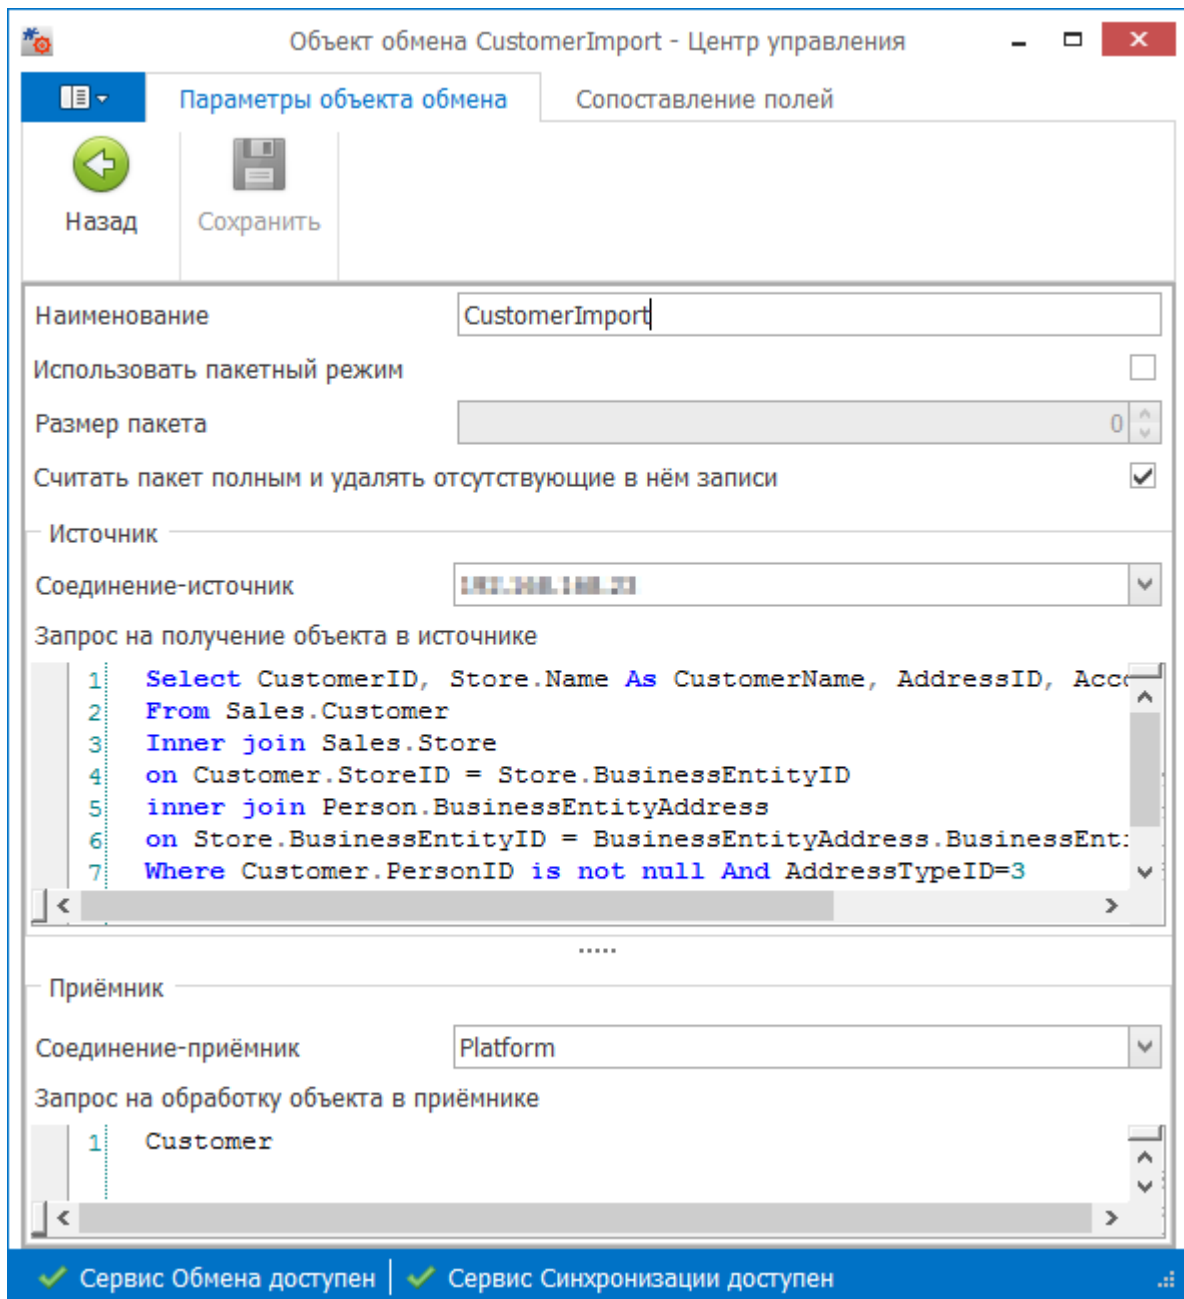 Объект обмена CustomerImport - Центр управления
Параметры объекта обмена
Сопоставление полей
Назад
Сохранить
Наименование
CustomerImport
Использовать пакетный режим
Размер пакета
0
Считать пакет полным и удалять отсутствующие в нём записи
Источник
Соединение-источник
Запрос на получение объекта в источнике
1 Select CustomerID, Store.Name As CustomerName, AddressID,
2 From Sales.Customer
3 Inner join Sales.Store
4 on Customer.StoreID = Store.BusinessEntityID
5 inner join Person.BusinessEntityAddress
6 on Store.BusinessEntityID =
7 Where Customer.PersonID is not null And AddressTypeID=3
Приёмник
Соединение-приёмник
Platform
Запрос на обработку объекта в приёмнике
1 Customer
Сервис Обмена доступен
Сервис Синхронизации доступен